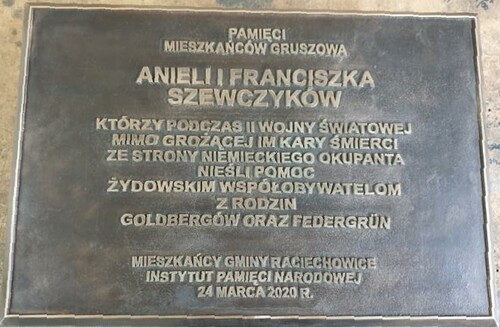 PAMIĘCI
MIESZKAŃCÓW GRUSZOWA
ANIELI I FRANCISZKA
SZEWCZYKÓW
KTÓRZY PODCZAS II WOJNY ŚWIATOWEJ
MIMO GROŻĄCEJ IM KARY ŚMIERCI
ZE STRONY NIEMIECKIEGO OKUPANTA
NIEŚLI POMOC
ŻYDOWSKIM WSPÓŁOBYWATELOM
Z RODZIN
GOLDBERGÓW ORAZ FEDERGRÜN
MIESZKAŃCY GMINY RACIECHOWICE
INSTYTUT PAMIĘCI NARODOWEJ
24 MARCA 2020 R.